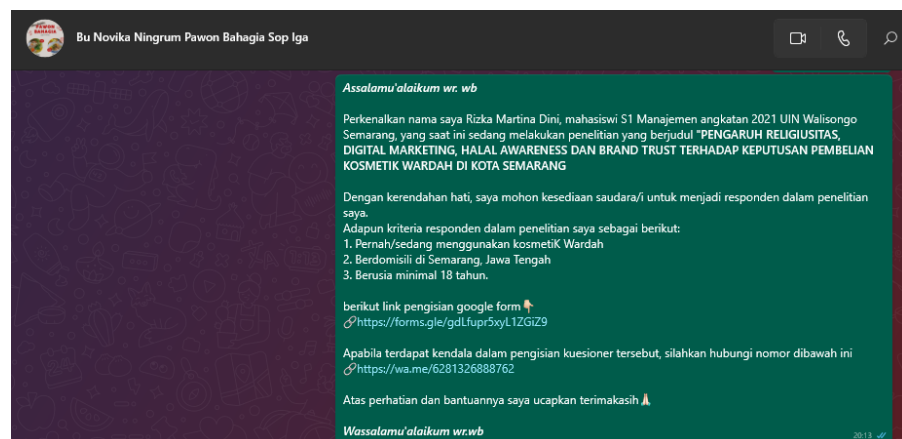 PAWON
BAHAGIA
Bu Novika Ningrum Pawon Bahagia Sop Iga
Assalamu'alaikum wr. wb
Perkenalkan nama saya Rizka Martina Dini, mahasiswi S1 Manajemen angkatan 2021 UIN Walisongo
Semarang, yang saat ini sedang melakukan penelitian yang berjudul "PENGARUH RELIGIUSITAS,
DIGITAL MARKETING, HALAL AWARENESS DAN BRAND TRUST TERHADAP KEPUTUSAN PEMBELIAN
KOSMETIK WARDAH DI KOTA SEMARANG
Dengan kerendahan hati, saya mohon kesediaan saudara/i untuk menjadi responden dalam penelitian
saya.
Adapun kriteria responden dalam penelitian saya sebagai berikut:
1. Pernah/sedang menggunakan kosmetiK Wardah
2. Berdomisili di Semarang, Jawa Tengah
3. Berusia minimal 18 tahun.
berikut link pengisian google form👇🏻
🔗https://forms.gle/gdLfupr5xyL1ZGiZ9
Apabila terdapat kendala dalam pengisian kuesioner tersebut, silahkan hubungi nomor dibawah ini
🔗https://wa.me/6281326888762
Atas perhatian dan bantuannya saya ucapkan terimakasih🙏🏻
Wassalamu'alaikum wr.wb
20:13